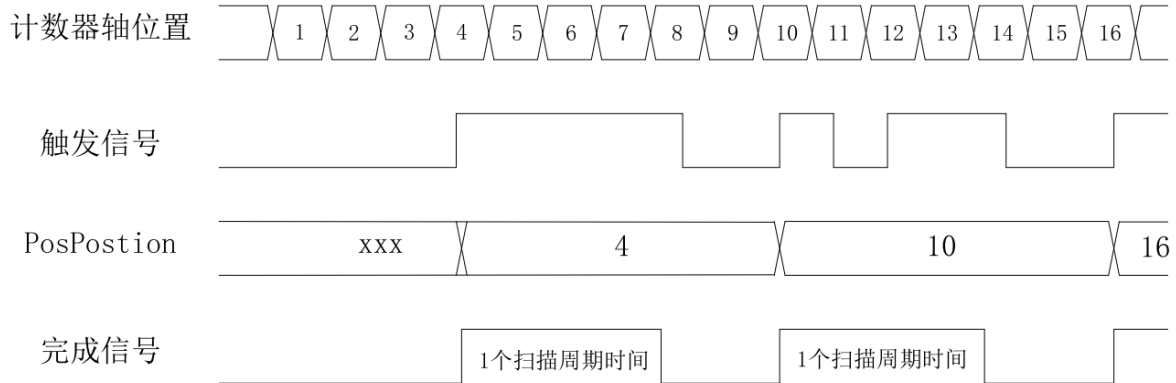 计数器轴位置 1 2 3 4 5 6 7 8 9 10 11 12 13 14 15 16
触发信号
PosPostion xxx 4 10 16
完成信号 1个扫描周期时间 1个扫描周期时间